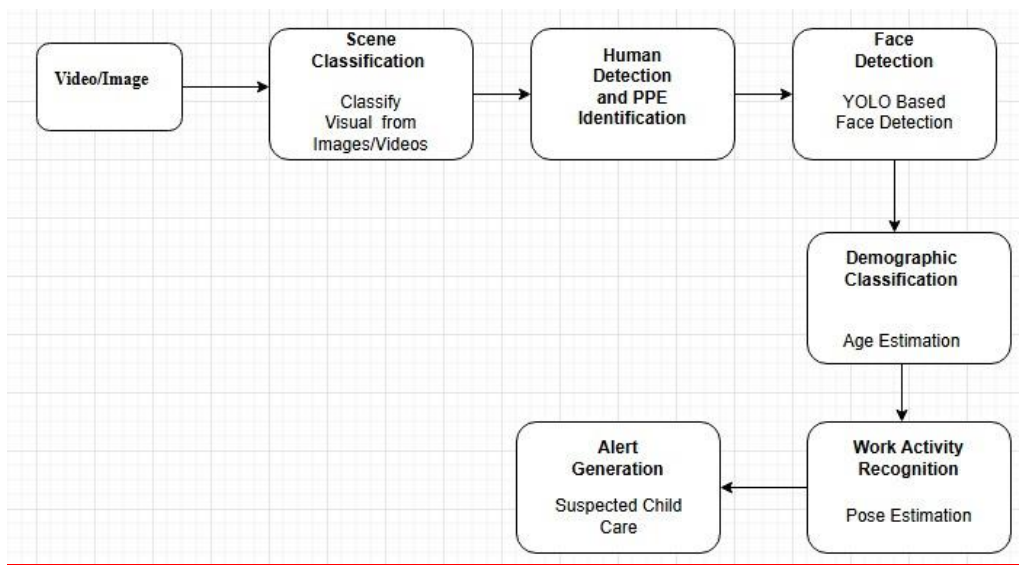 Video/Image
Scene
Classification
Classify
Visual from
Images/Videos
Human
Detection
and PPE
Identification
Face
Detection
YOLO Based
Face Detection
Demographic
Classification
Age Estimation
Work Activity
Recognition
Pose Estimation
Alert
Generation
Suspected Child
Care